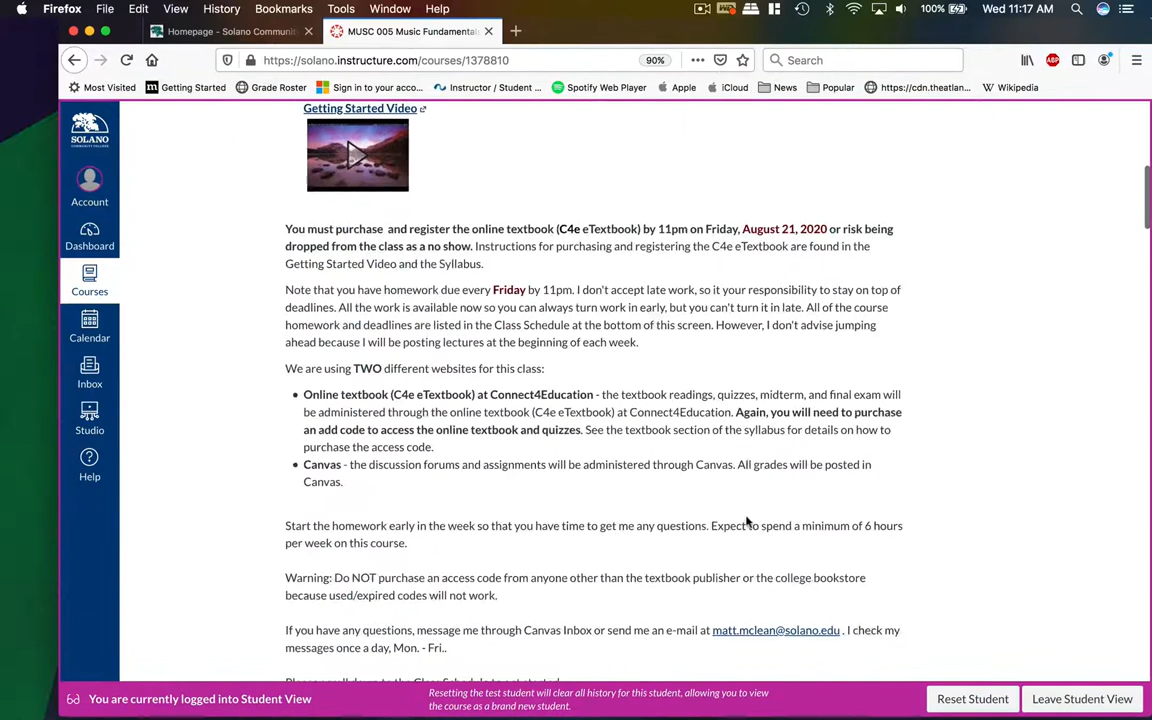 Firefox File Edit View History Bookmarks Tools Window Help 100% Wed 11:17 AM
Homepage - Solano Communit MUSC 005 Music Fundamental
https://solano.instructure.com/courses/1378810 90% Search
Most Visited Getting Started Grade Roster Sign in to your acco... Instructor / Student ... Spotify Web Player Apple iCloud News Popular https://cdn.theatlan... Wikipedia
SOLANO
COMMUNITY COLLEGE
Account
Dashboard
Courses
Calendar
Inbox
Studio
Help
Getting Started Video
You must purchase and register the online textbook (C4e eTextbook) by 11pm on Friday, August 21, 2020 or risk being
dropped from the class as a no show. Instructions for purchasing and registering the C4e eTextbook are found in the
Getting Started Video and the Syllabus.
Note that you have homework due every Friday by 11pm. I don't accept late work, so it your responsibility to stay on top of
deadlines. All the work is available now so you can always turn work in early, but you can't turn it in late. All of the course
homework and deadlines are listed in the Class Schedule at the bottom of this screen. However, I don't advise jumping
ahead because I will be posting lectures at the beginning of each week.
We are using TWO different websites for this class:
• Online textbook (C4e eTextbook) at Connect4Education - the textbook readings, quizzes, midterm, and final exam will
be administered through the online textbook (C4e eTextbook) at Connect4Education. Again, you will need to purchase
an add code to access the online textbook and quizzes. See the textbook section of the syllabus for details on how to
purchase the access code.
• Canvas - the discussion forums and assignments will be administered through Canvas. All grades will be posted in
Canvas.
Start the homework early in the week so that you have time to get me any questions. Expect to spend a minimum of 6 hours
per week on this course.
Warning: Do NOT purchase an access code from anyone other than the textbook publisher or the college bookstore
because used/expired codes will not work.
If you have any questions, message me through Canvas Inbox or send me an e-mail at matt.mclean@solano.edu . I check my
messages once a day, Mon. - Fri..
You are currently logged into Student View
Resetting the test student will clear all history for this student, allowing you to view
the course as a brand new student.
Reset Student Leave Student View